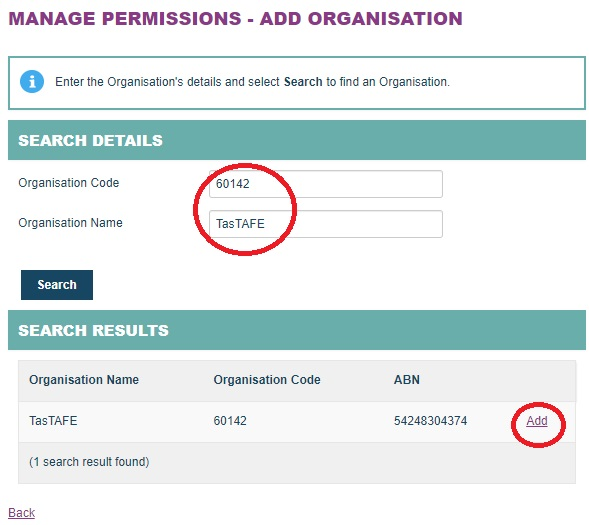 MANAGE PERMISSIONS - ADD ORGANISATION
i Enter the Organisation's details and select Search to find an Organisation.
SEARCH DETAILS
Organisation Code 60142
Organisation Name TasTAFE
Search
SEARCH RESULTS
Organisation Name Organisation Code ABN
TasTAFE 60142 54248304374 Add
(1 search result found)
Back